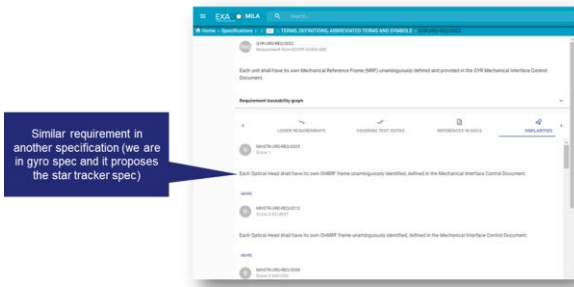 EXA MILA
Search...
Home > Specifications > > TERMS, DEFINITIONS, ABBREVIATED TERMS AND SYMBOLS >
Each unit shall have its own Mechanical Reference Frame (MRF) unambiguously defined and provided in the GYR Mechanical Interface Control
Document.
Requirement traceability graph
LINKED REQUIREMENTS
COVERING TEST SUITES
REFERENCES IN DOCS
SIMILARITIES
Similar requirement in
another specification (we are
in gyro spec and it proposes
the star tracker spec)
Score:1
Each Optical Head shall have its own OHBRF frame unambiguously identified, defined in the Mechanical Interface Control Document.
MORE
Each Optical Head shall have its own OHMRF frame unambiguously identified, defined in the Mechanical Interface Control Document.
MORE